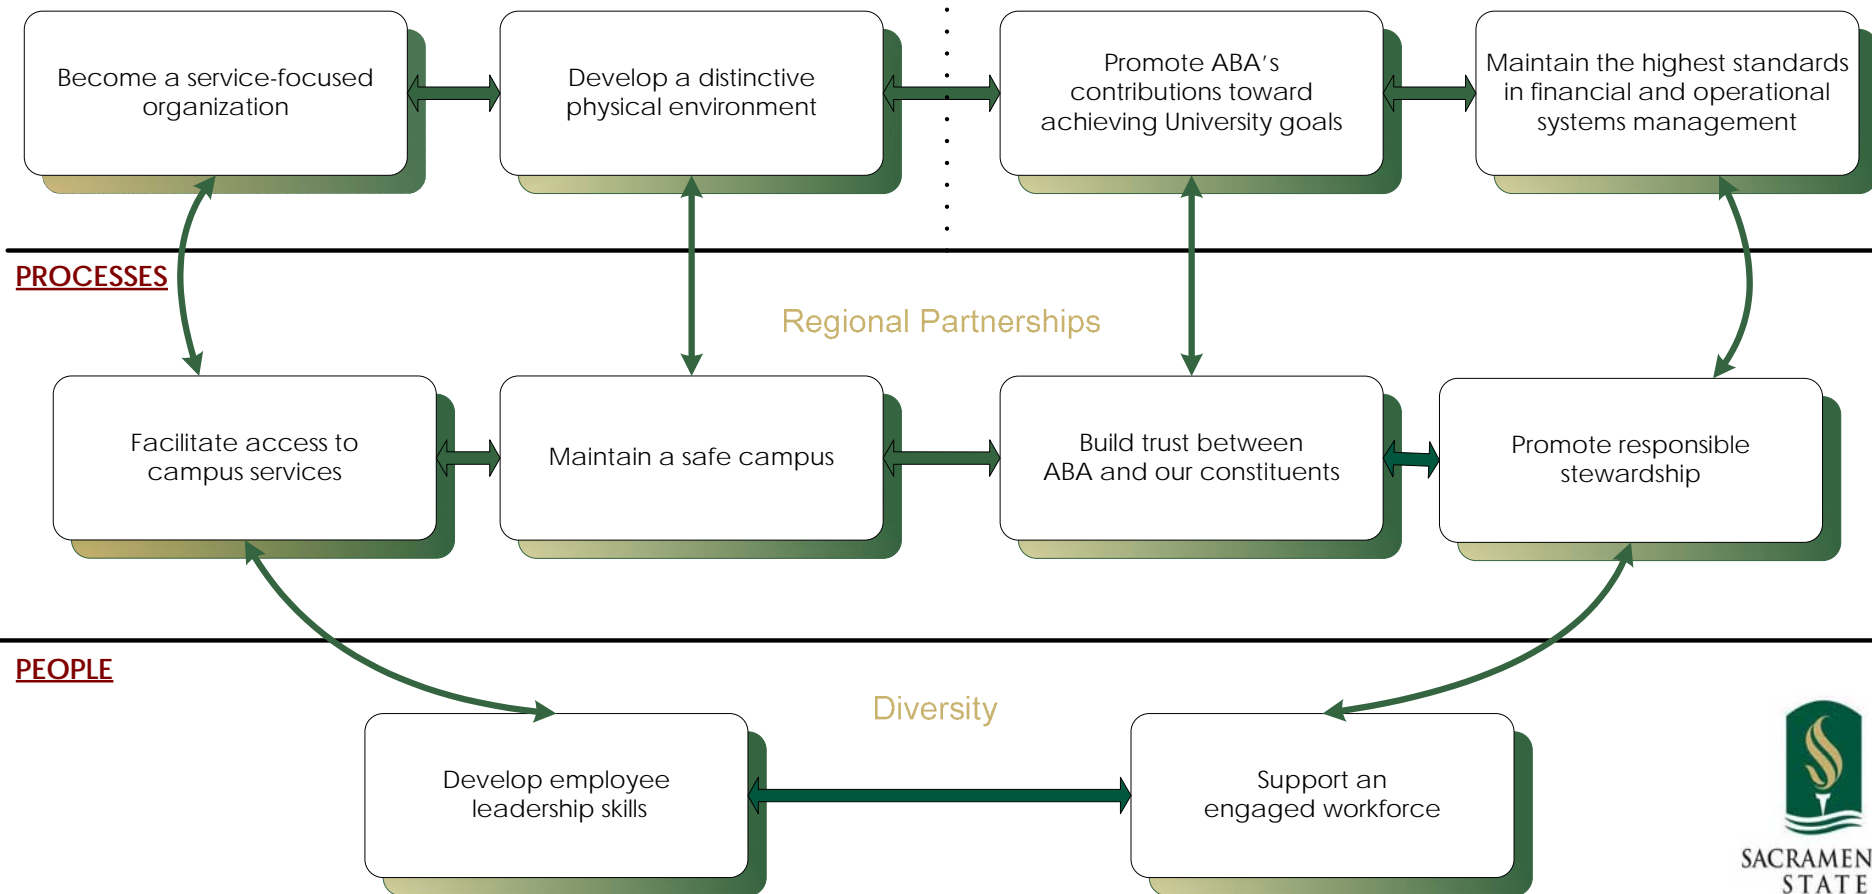 Become a service-focused
organization
Develop a distinctive
physical environment
Promote ABA's
contributions toward
achieving University goals
Maintain the highest standards
in financial and operational
systems management
PROCESSES
Regional Partnerships
Facilitate access to
campus services
Maintain a safe campus
Build trust between
ABA and our constituents
Promote responsible
stewardship
PEOPLE
Diversity
Develop employee
leadership skills
Support an
engaged workforce
SACRAMEN
STATE